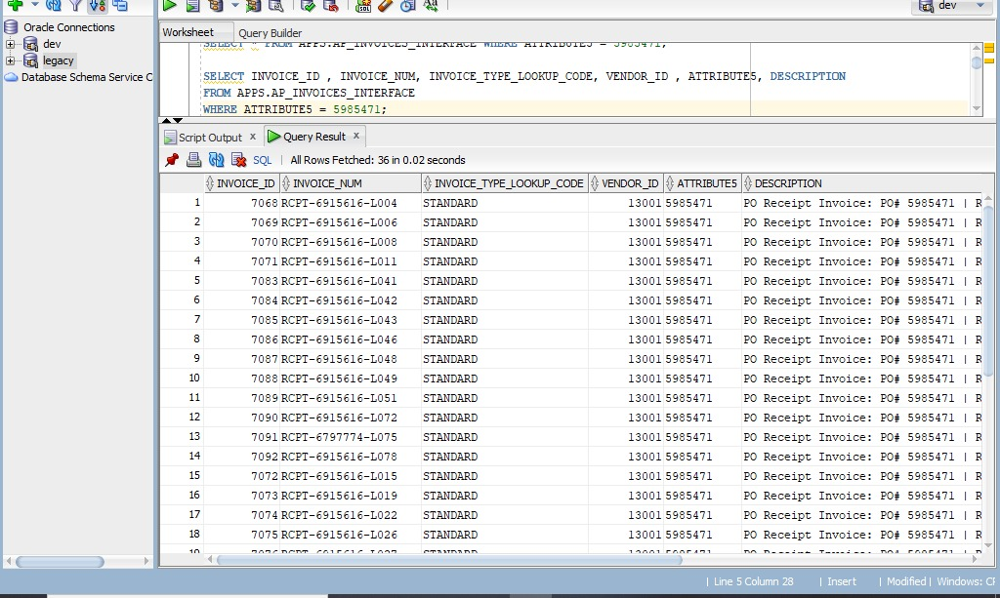 dev
Oracle Connections
dev
legacy
Database Schema Service C
Worksheet Query Builder
SELECT * FROM APPS.AP_INVOICES_INTERFACE WHERE ATTRIBUTE5 = 5985471;
SELECT INVOICE_ID , INVOICE_NUM, INVOICE_TYPE_LOOKUP_CODE, VENDOR_ID , ATTRIBUTE5, DESCRIPTION
FROM APPS.AP_INVOICES_INTERFACE
WHERE ATTRIBUTE5 = 5985471;
Script Output x Query Result x
SQL | All Rows Fetched: 36 in 0.02 seconds
INVOICE_ID INVOICE_NUM INVOICE_TYPE_LOOKUP_CODE VENDOR_ID ATTRIBUTE5 DESCRIPTION
1 7068 RCPT-6915616-L004 STANDARD 13001 5985471 PO Receipt Invoice: PO# 5985471 | R
2 7069 RCPT-6915616-L006 STANDARD 13001 5985471 PO Receipt Invoice: PO# 5985471 | R
3 7070 RCPT-6915616-L008 STANDARD 13001 5985471 PO Receipt Invoice: PO# 5985471 | R
4 7071 RCPT-6915616-L011 STANDARD 13001 5985471 PO Receipt Invoice: PO# 5985471 | R
5 7083 RCPT-6915616-L041 STANDARD 13001 5985471 PO Receipt Invoice: PO# 5985471 | R
6 7084 RCPT-6915616-L042 STANDARD 13001 5985471 PO Receipt Invoice: PO# 5985471 | R
7 7085 RCPT-6915616-L043 STANDARD 13001 5985471 PO Receipt Invoice: PO# 5985471 | R
8 7086 RCPT-6915616-L046 STANDARD 13001 5985471 PO Receipt Invoice: PO# 5985471 | R
9 7087 RCPT-6915616-L048 STANDARD 13001 5985471 PO Receipt Invoice: PO# 5985471 | R
10 7088 RCPT-6915616-L049 STANDARD 13001 5985471 PO Receipt Invoice: PO# 5985471 | R
11 7089 RCPT-6915616-L051 STANDARD 13001 5985471 PO Receipt Invoice: PO# 5985471 | R
12 7090 RCPT-6915616-L072 STANDARD 13001 5985471 PO Receipt Invoice: PO# 5985471 | R
13 7091 RCPT-6797774-L075 STANDARD 13001 5985471 PO Receipt Invoice: PO# 5985471 | R
14 7092 RCPT-6915616-L078 STANDARD 13001 5985471 PO Receipt Invoice: PO# 5985471 | R
15 7072 RCPT-6915616-L015 STANDARD 13001 5985471 PO Receipt Invoice: PO# 5985471 | R
16 7073 RCPT-6915616-L019 STANDARD 13001 5985471 PO Receipt Invoice: PO# 5985471 | R
17 7074 RCPT-6915616-L022 STANDARD 13001 5985471 PO Receipt Invoice: PO# 5985471 | R
18 7075 RCPT-6915616-L026 STANDARD 13001 5985471 PO Receipt Invoice: PO# 5985471 | R
| Line 5 Column 28 | Insert | Modified | Windows: CR